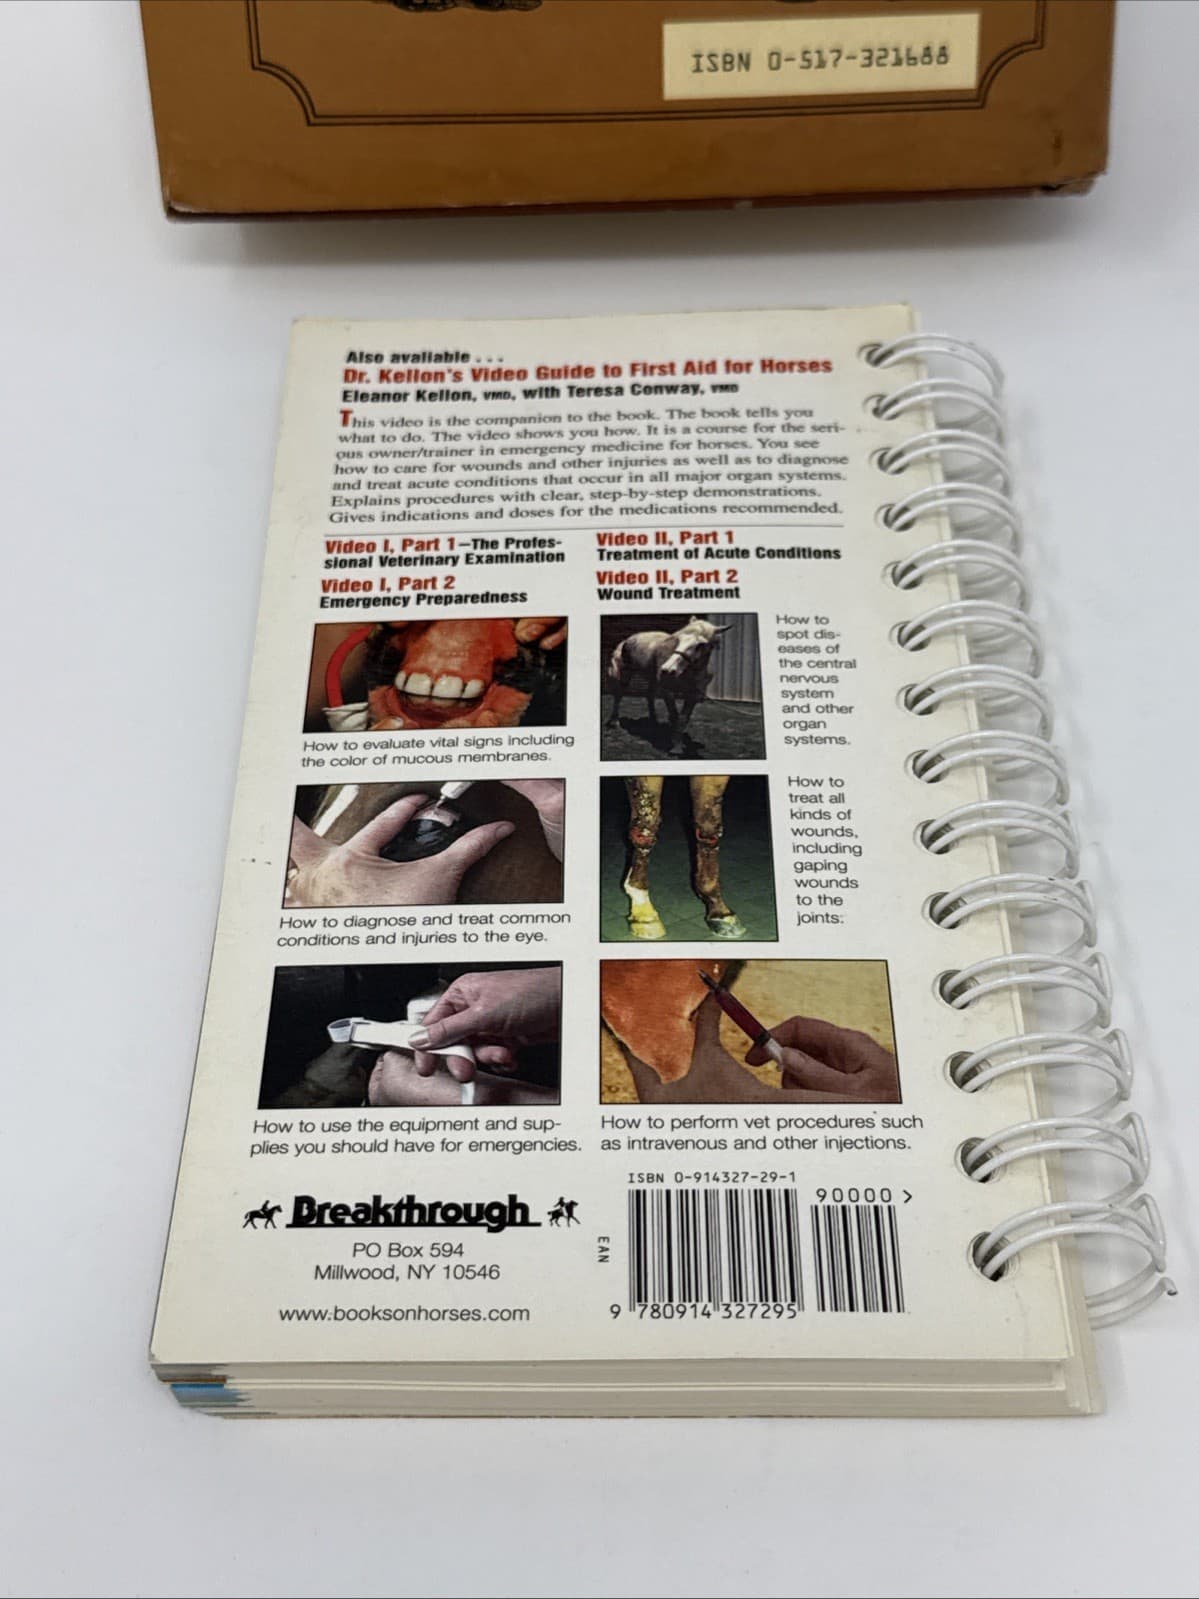 ISBN 0-517-321688
Also available . . .
Dr. Kellon's Video Guide to First Aid for Horses
Eleanor Kellon, VMD, with Teresa Conway, VMD
This video is the companion to the book. The book tells you
what to do. The video shows you how. It is a course for the seri-
ous owner/trainer in emergency medicine for horses. You see
how to care for wounds and other injuries as well as to diagnose
and treat acute conditions that occur in all major organ systems.
Explains procedures with clear, step-by-step demonstrations.
Gives indications and doses for the medications recommended.
Video I, Part 1–The Profes-
sional Veterinary Examination
Video I, Part 2
Emergency Preparedness
Video II, Part 1
Treatment of Acute Conditions
Video II, Part 2
Wound Treatment
How to evaluate vital signs including
the color of mucous membranes.
How to
spot dis-
eases of
the central
nervous
system
and other
organ
systems.
How to diagnose and treat common
conditions and injuries to the eye.
How to
treat all
kinds of
wounds,
including
gaping
wounds
to the
joints.
How to use the equipment and sup-
plies you should have for emergencies.
How to perform vet procedures such
as intravenous and other injections.
Breakthrough
PO Box 594
Millwood, NY 10546
www.booksonhorses.com
ISBN 0-914327-29-1
90000 >
EAN
9 780914 327295